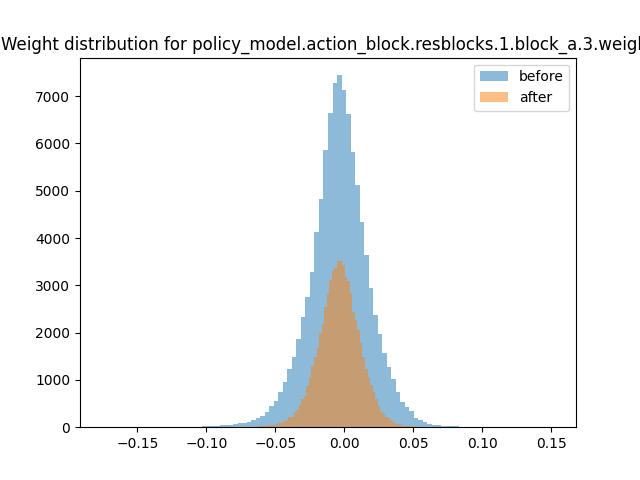 Weight distribution for policy_model.action_block.resblocks.1.block_a.3.weigh
before
after
7000
6000
5000
4000
3000
2000
1000
0
−0.15 −0.10 −0.05 0.00 0.05 0.10 0.15